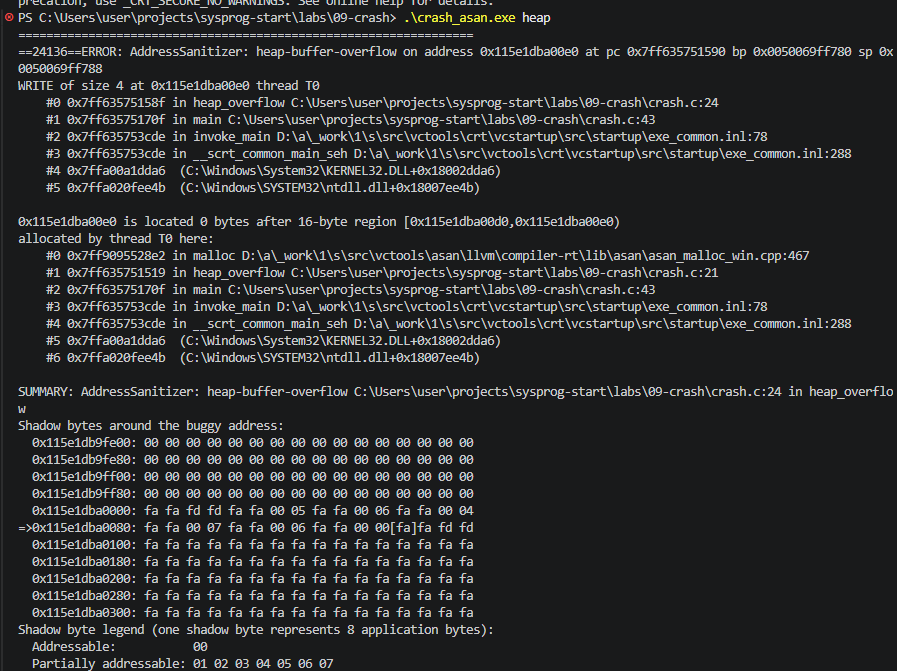 precation, use _CRT_SECURE_NO_WARNINGS. See online help for details.
PS C:\Users\user\projects\sysprog-start\labs\09-crash> .\crash_asan.exe heap
=================================================================
==24136==ERROR: AddressSanitizer: heap-buffer-overflow on address 0x115e1dba00e0 at pc 0x7ff635751590 bp 0x0050069ff780 sp 0x
0050069ff788
WRITE of size 4 at 0x115e1dba00e0 thread T0
    #0 0x7ff63575158f in heap_overflow C:\Users\user\projects\sysprog-start\labs\09-crash\crash.c:24
    #1 0x7ff63575170f in main C:\Users\user\projects\sysprog-start\labs\09-crash\crash.c:43
    #2 0x7ff635753cde in invoke_main D:\a\_work\1\s\src\vctools\crt\vcstartup\src\startup\exe_common.inl:78
    #3 0x7ff635753cde in __scrt_common_main_seh D:\a\_work\1\s\src\vctools\crt\vcstartup\src\startup\exe_common.inl:288
    #4 0x7ffa00a1dda6  (C:\Windows\System32\KERNEL32.DLL+0x18002dda6)
    #5 0x7ffa020fee4b  (C:\Windows\SYSTEM32\ntdll.dll+0x18007ee4b)

0x115e1dba00e0 is located 0 bytes after 16-byte region [0x115e1dba00d0,0x115e1dba00e0)
allocated by thread T0 here:
    #0 0x7ff9095528e2 in malloc D:\a\_work\1\s\src\vctools\asan\llvm\compiler-rt\lib\asan\asan_malloc_win.cpp:467
    #1 0x7ff635751519 in heap_overflow C:\Users\user\projects\sysprog-start\labs\09-crash\crash.c:21
    #2 0x7ff63575170f in main C:\Users\user\projects\sysprog-start\labs\09-crash\crash.c:43
    #3 0x7ff635753cde in invoke_main D:\a\_work\1\s\src\vctools\crt\vcstartup\src\startup\exe_common.inl:78
    #4 0x7ff635753cde in __scrt_common_main_seh D:\a\_work\1\s\src\vctools\crt\vcstartup\src\startup\exe_common.inl:288
    #5 0x7ffa00a1dda6  (C:\Windows\System32\KERNEL32.DLL+0x18002dda6)
    #6 0x7ffa020fee4b  (C:\Windows\SYSTEM32\ntdll.dll+0x18007ee4b)

SUMMARY: AddressSanitizer: heap-buffer-overflow C:\Users\user\projects\sysprog-start\labs\09-crash\crash.c:24 in heap_overflo
w
Shadow bytes around the buggy address:
  0x115e1db9fe00: 00 00 00 00 00 00 00 00 00 00 00 00 00 00 00 00
  0x115e1db9fe80: 00 00 00 00 00 00 00 00 00 00 00 00 00 00 00 00
  0x115e1db9ff00: 00 00 00 00 00 00 00 00 00 00 00 00 00 00 00 00
  0x115e1db9ff80: 00 00 00 00 00 00 00 00 00 00 00 00 00 00 00 00
  0x115e1dba0000: fa fa fd fd fa fa 00 05 fa fa 00 06 fa fa 00 04
=>0x115e1dba0080: fa fa 00 07 fa fa 00 06 fa fa 00 00[fa]fa fd fd
  0x115e1dba0100: fa fa fa fa fa fa fa fa fa fa fa fa fa fa fa fa
  0x115e1dba0180: fa fa fa fa fa fa fa fa fa fa fa fa fa fa fa fa
  0x115e1dba0200: fa fa fa fa fa fa fa fa fa fa fa fa fa fa fa fa
  0x115e1dba0280: fa fa fa fa fa fa fa fa fa fa fa fa fa fa fa fa
  0x115e1dba0300: fa fa fa fa fa fa fa fa fa fa fa fa fa fa fa fa
Shadow byte legend (one shadow byte represents 8 application bytes):
  Addressable:           00
  Partially addressable: 01 02 03 04 05 06 07